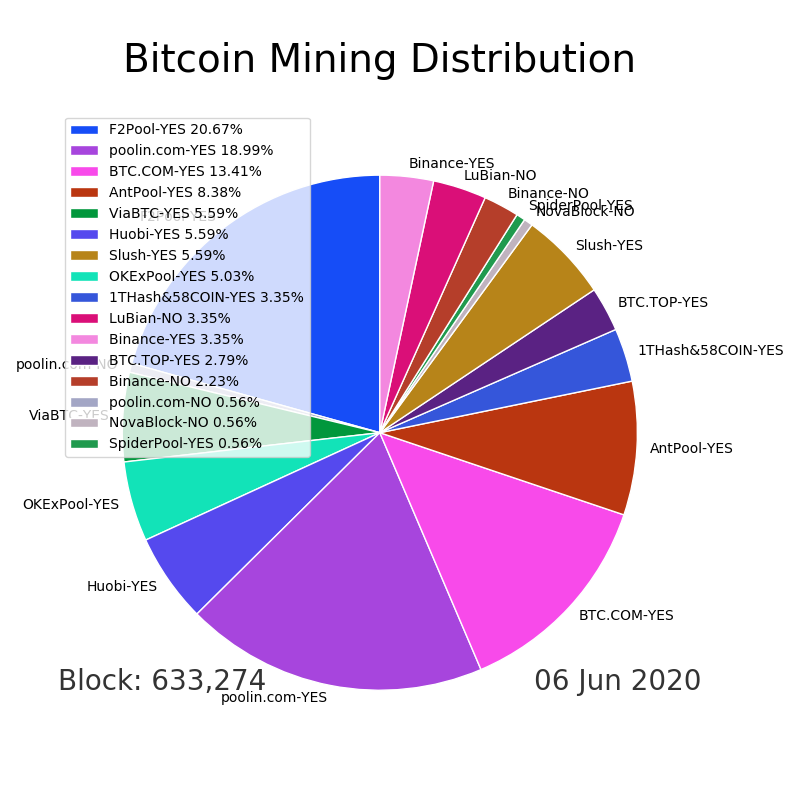 Bitcoin Mining Distribution
F2Pool-YES 20.67%
poolin.com-YES 18.99%
BTC.COM-YES 13.41%
AntPool-YES 8.38%
ViaBTC-YES 5.59%
Huobi-YES 5.59%
Slush-YES 5.59%
OKExPool-YES 5.03%
1THash&58COIN-YES 3.35%
LuBian-NO 3.35%
Binance-YES 3.35%
BTC.TOP-YES 2.79%
Binance-NO 2.23%
poolin.com-NO 0.56%
NovaBlock-NO 0.56%
SpiderPool-YES 0.56%
Binance-YES
LuBian-NO
Binance-NO
SpiderPool-YES
NovaBlock-NO
Slush-YES
BTC.TOP-YES
1THash&58COIN-YES
AntPool-YES
BTC.COM-YES
poolin.com-YES
Huobi-YES
OKExPool-YES
ViaBTC-YES
poolin.com-NO
F2Pool-YES
Block: 633,274
06 Jun 2020